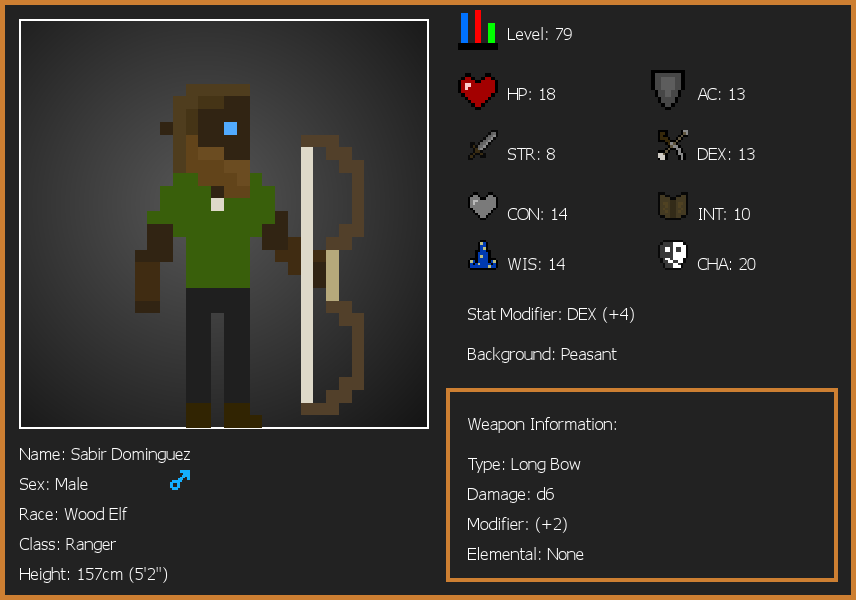 Level: 79
HP: 18
AC: 13
STR: 8
DEX: 13
CON: 14
INT: 10
WIS: 14
CHA: 20
Stat Modifier: DEX (+4)
Background: Peasant
Weapon Information:
Type: Long Bow
Damage: d6
Modifier: (+2)
Elemental: None
Name: Sabir Dominguez
Sex: Male
Race: Wood Elf
Class: Ranger
Height: 157cm (5'2")